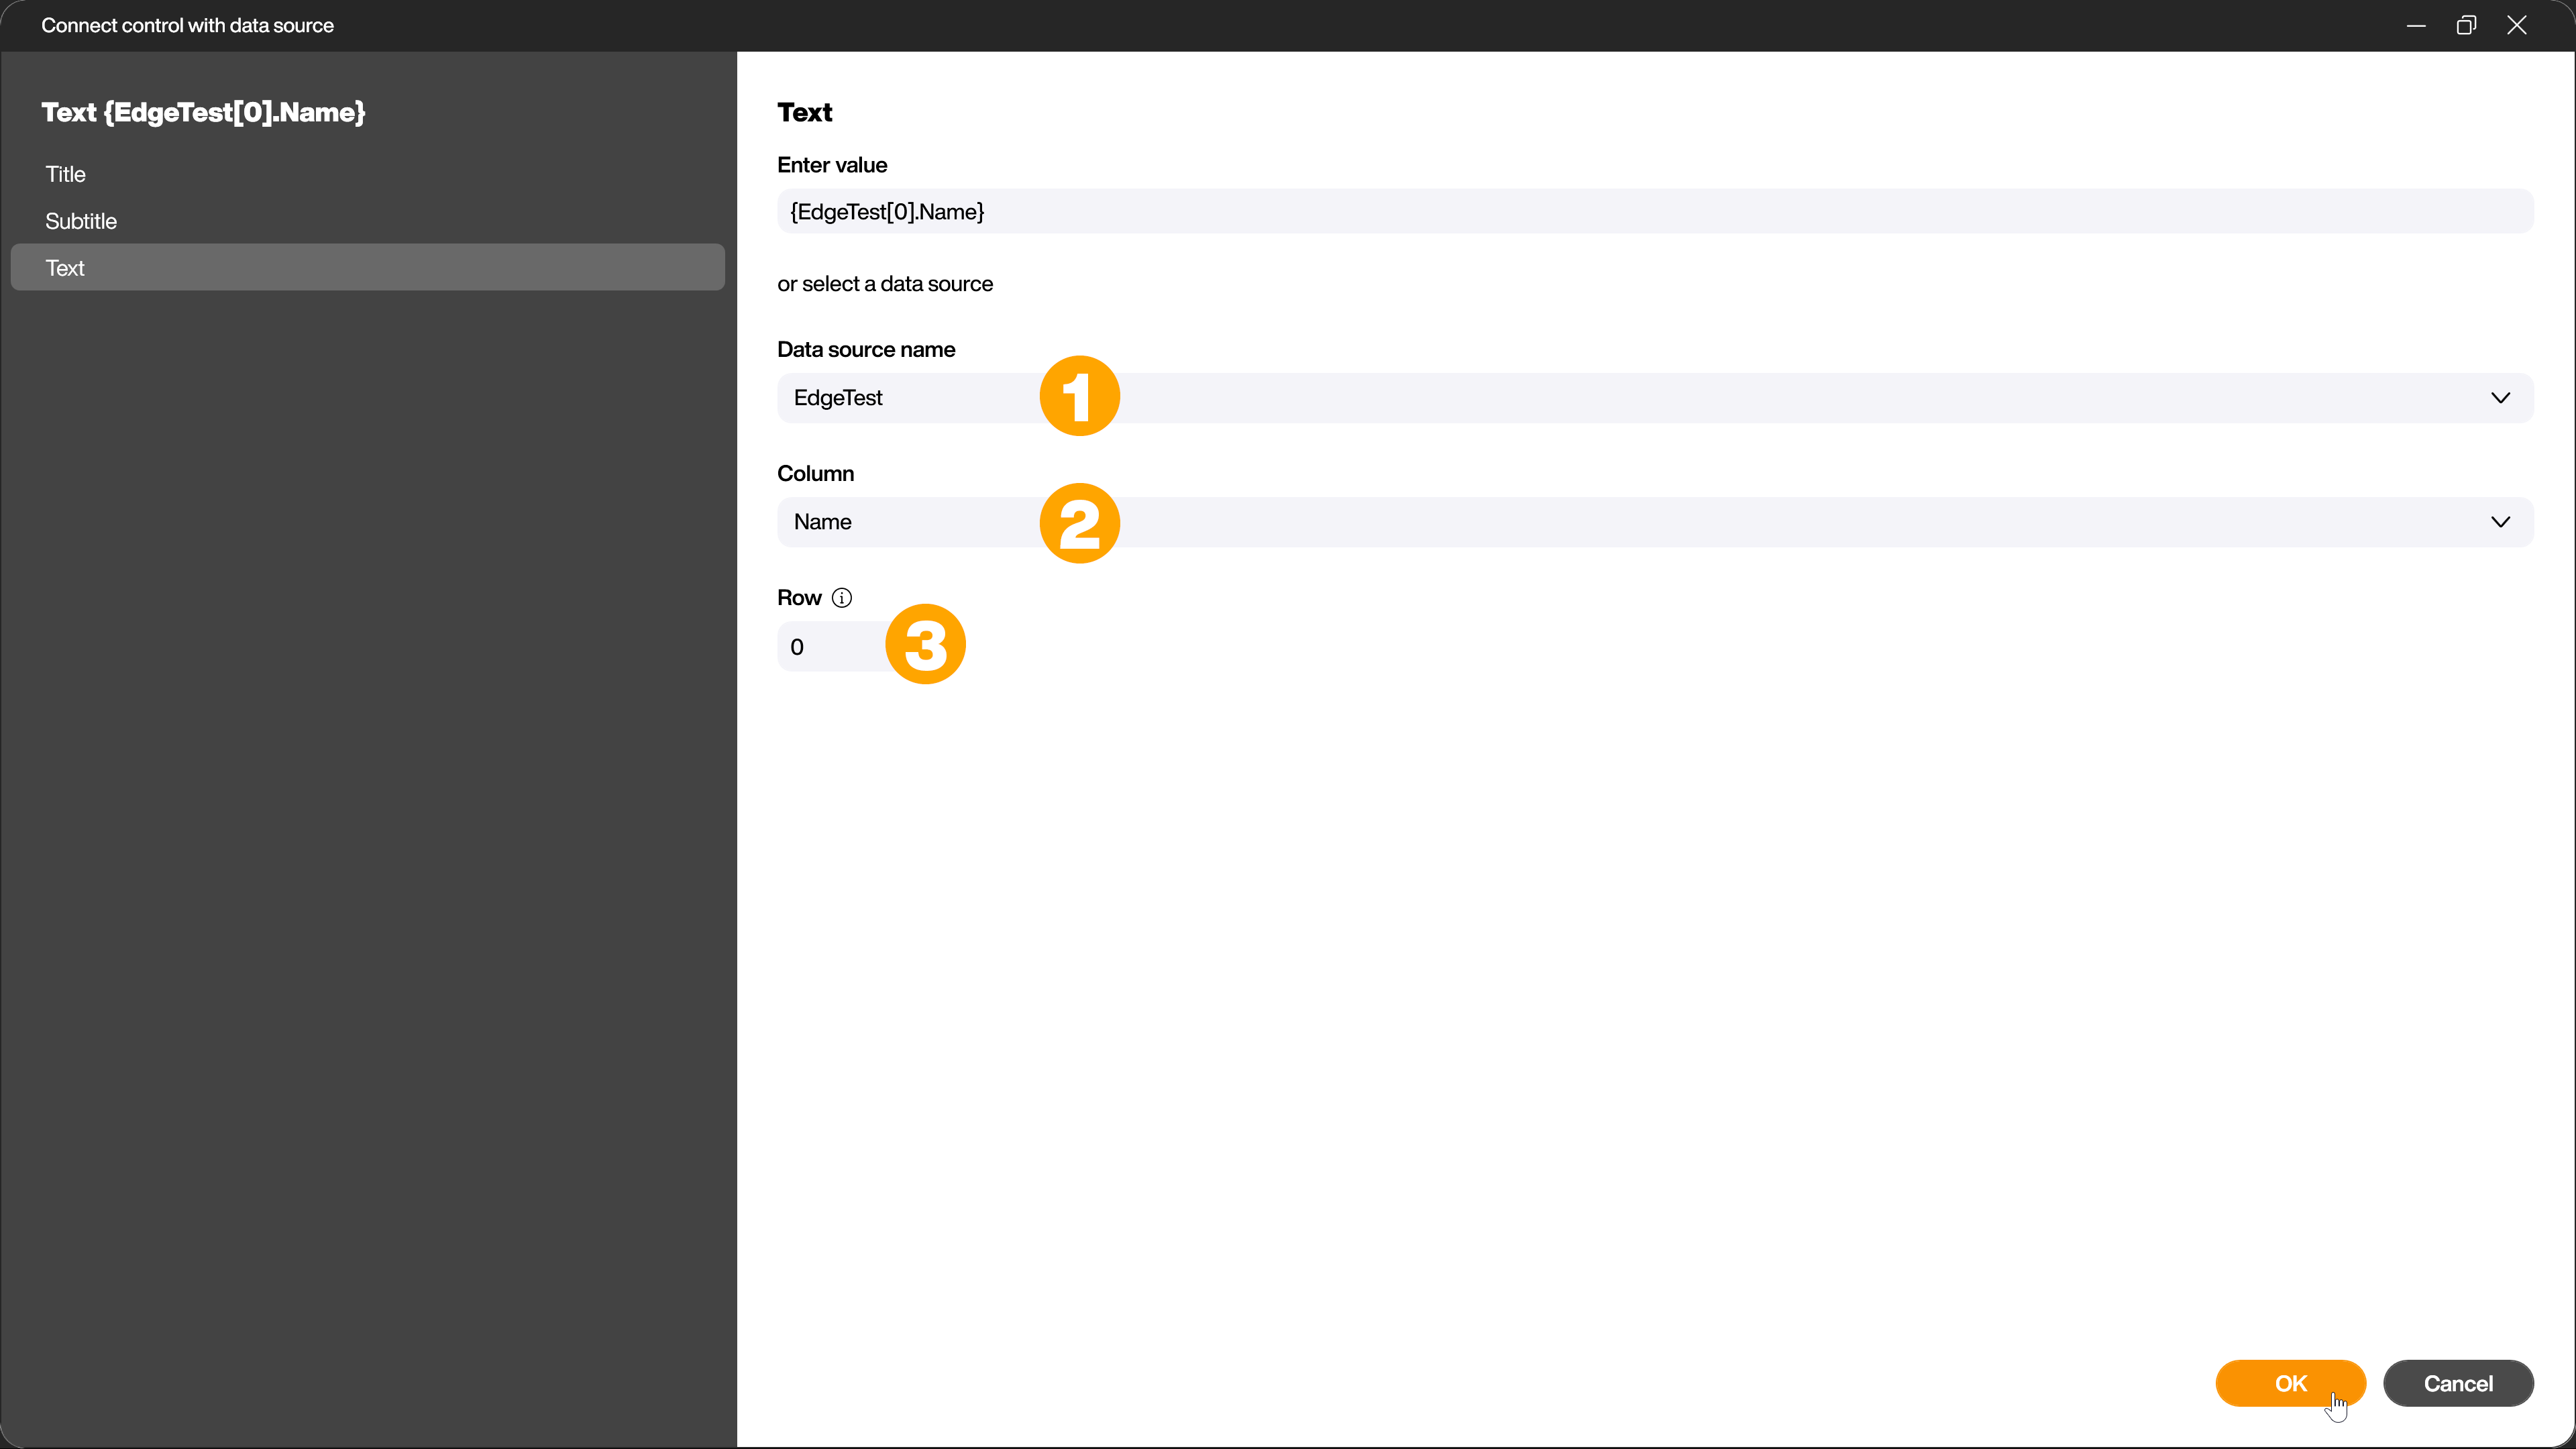 Connect control with data source
Text {EdgeTest[0].Name}
Title
Subtitle
Text
Text
Enter value
{EdgeTest[0].Name}
or select a data source
Data source name
EdgeTest
1
Column
Name
2
Row
0
3
OK
Cancel